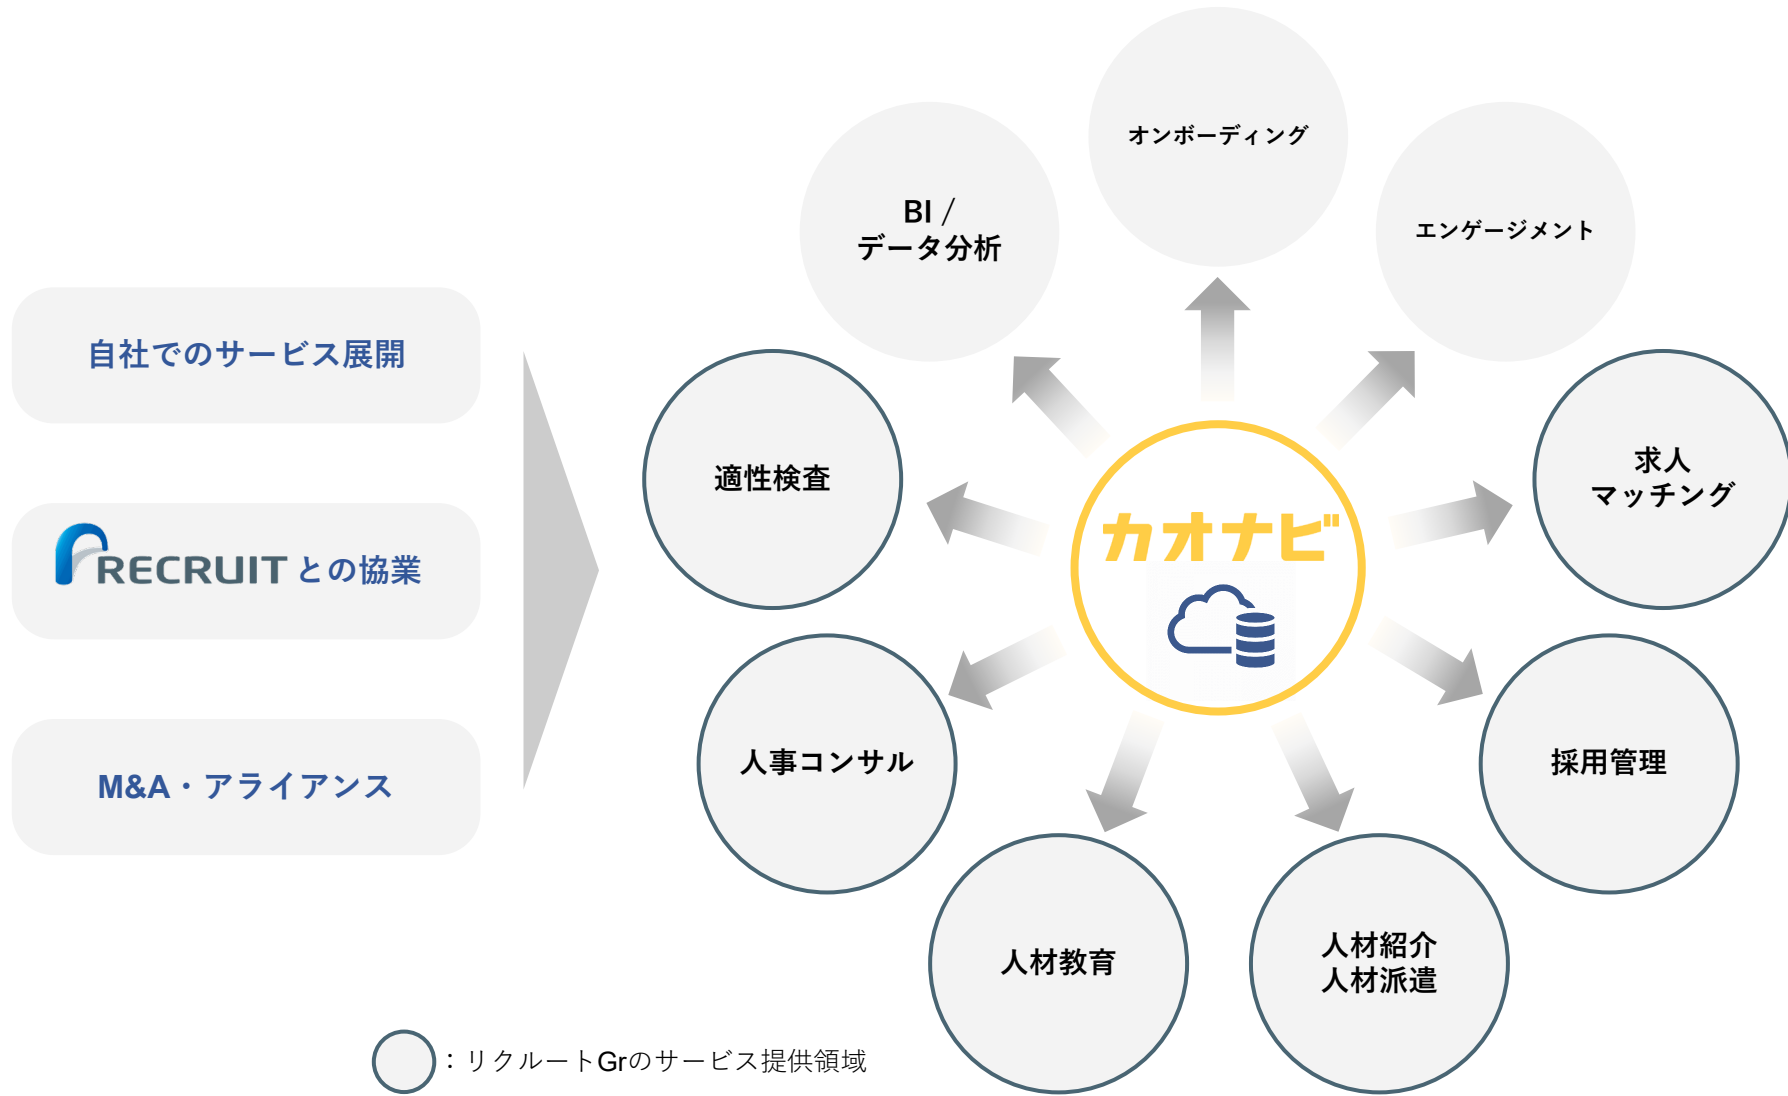 自社でのサービス展開
RECRUIT との協業
M&A・アライアンス
オンボーディング
BI /
データ分析
エンゲージメント
適性検査
求人
マッチング
カオナビ
人事コンサル
採用管理
人材教育
人材紹介
人材派遣
：リクルートGrのサービス提供領域